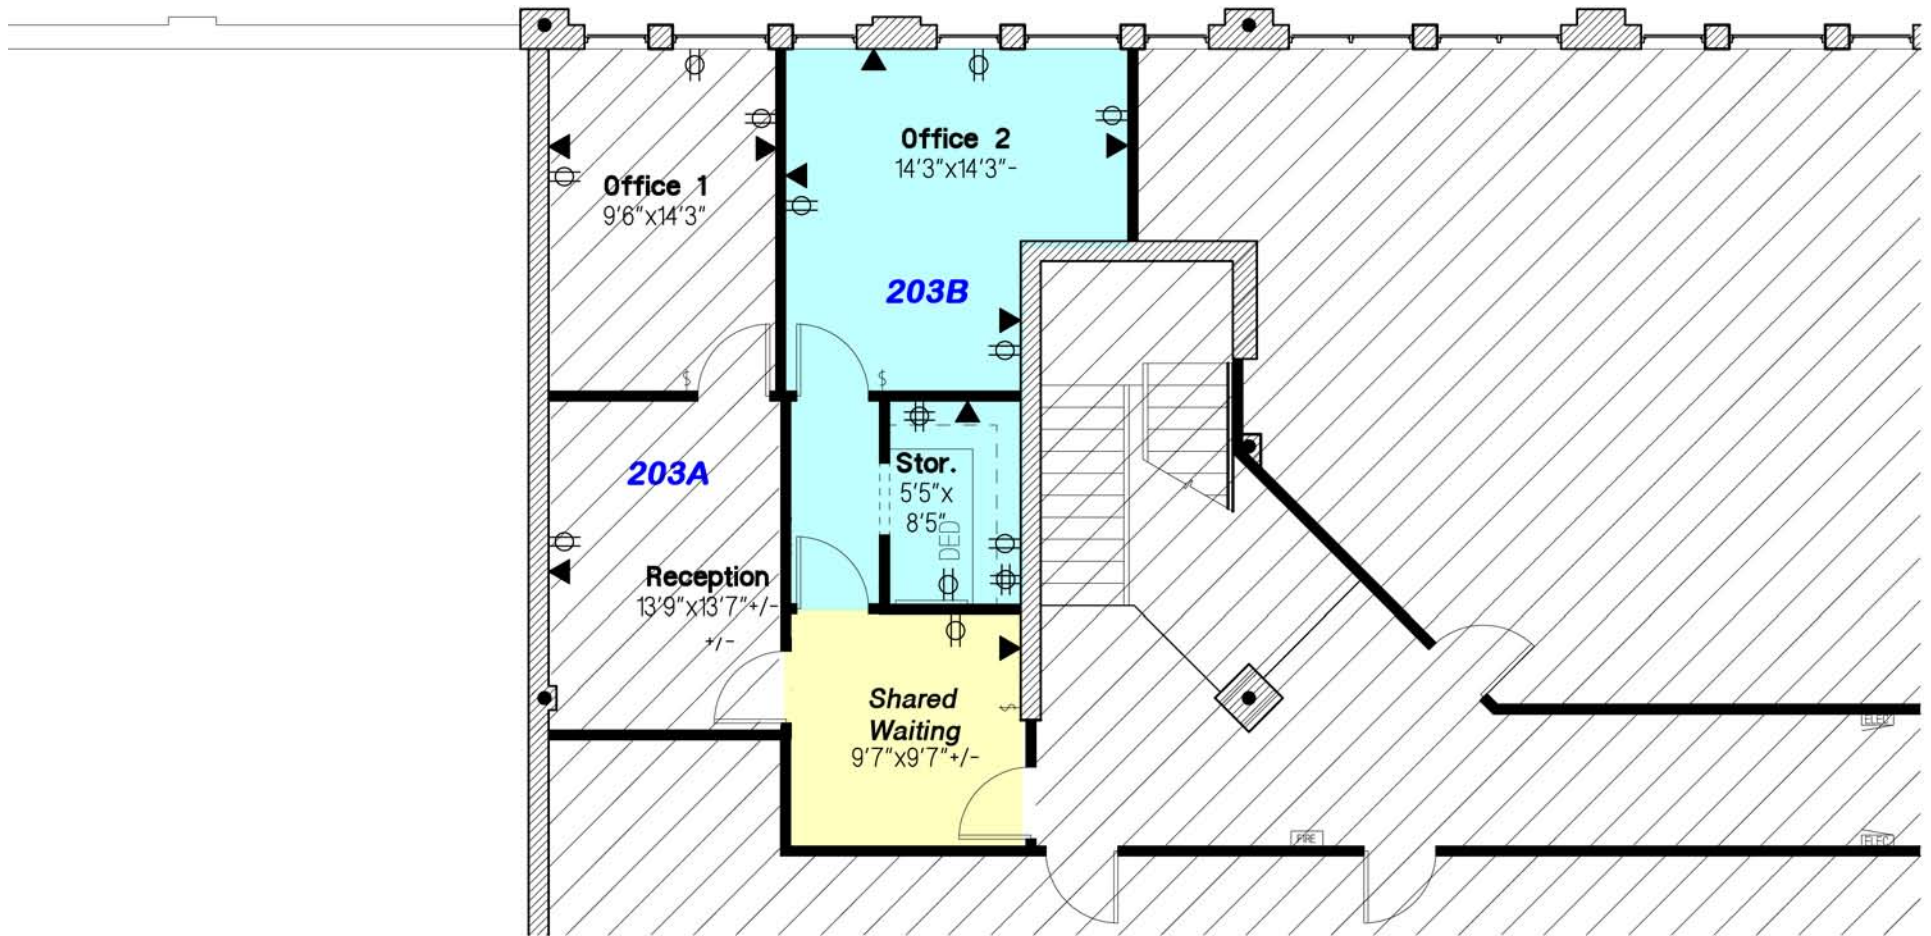 Office 1
9'6"x14'3"
Office 2
14'3"x14'3"-
203B
$
$
203A
Stor.
5'5"x
8'5"
DED
Reception
13'9"x13'7"+/-
+/-
Shared
Waiting
9'7"x9'7"+/-
$
ELEC
FIRE
ELEC